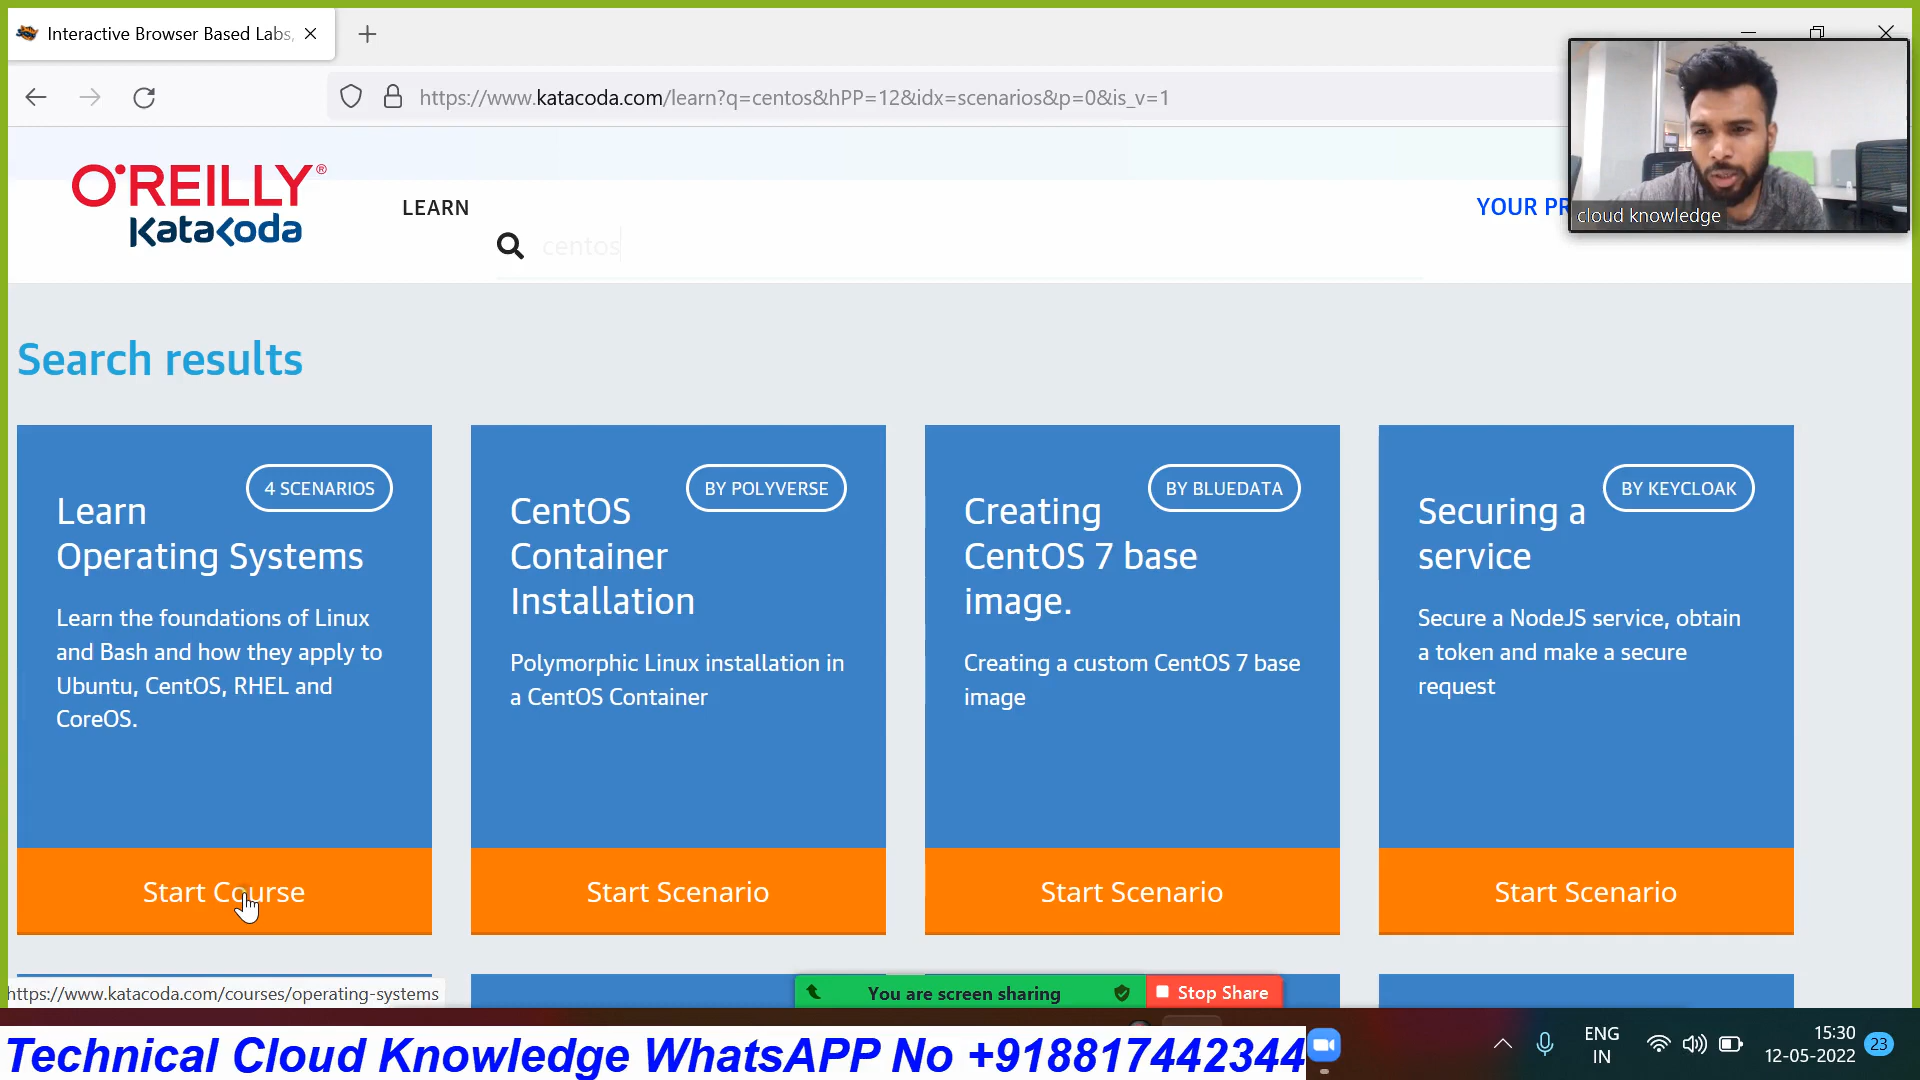 Interactive Browser Based Labs,
https://www.katacoda.com/learn?q=centos&hPP=12&idx=scenarios&p=0&is_v=1
O'REILLY®
Katacoda
LEARN
YOUR PR
centos
cloud knowledge
Search results
4 SCENARIOS
Learn
Operating Systems
Learn the foundations of Linux
and Bash and how they apply to
Ubuntu, CentOS, RHEL and
CoreOS.
Start Course
BY POLYVERSE
CentOS
Container
Installation
Polymorphic Linux installation in
a CentOS Container
Start Scenario
BY BLUEDATA
Creating
CentOS 7 base
image.
Creating a custom CentOS 7 base
image
Start Scenario
BY KEYCLOAK
Securing a
service
Secure a NodeJS service, obtain
a token and make a secure
request
Start Scenario
https://www.katacoda.com/courses/operating-systems
You are screen sharing
Stop Share
Technical Cloud Knowledge WhatsAPP No +918817442344
ENG
IN
15:30
12-05-2022
23